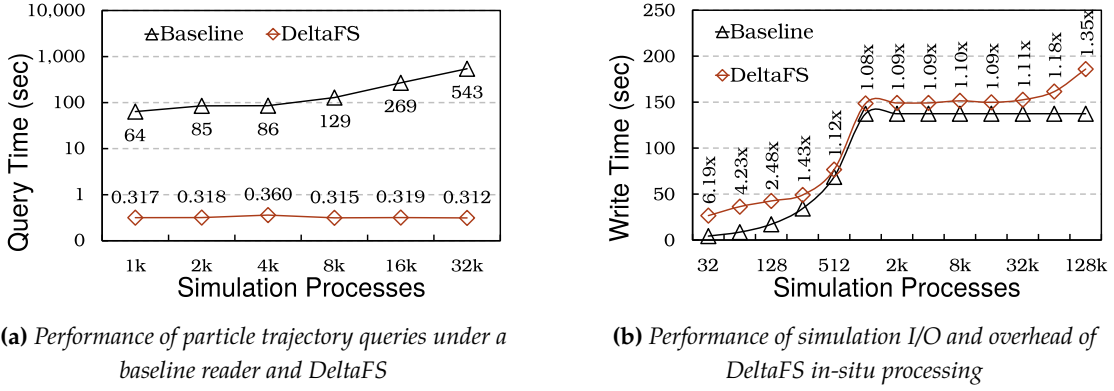 10,000
1,000
100
10
1
0
Query Time (sec)
Baseline
DeltaFS
64
85
86
129
269
543
0.317
0.318
0.360
0.315
0.319
0.312
1k
2k
4k
8k
16k
32k
Simulation Processes
(a) Performance of particle trajectory queries under a
baseline reader and DeltaFS
250
200
150
100
50
0
Write Time (sec)
Baseline
DeltaFS
6.19x
4.23x
2.48x
1.43x
1.12x
1.08x
1.09x
1.09x
1.10x
1.09x
1.11x
1.18x
1.35x
32
128
512
2k
8k
32k
128k
Simulation Processes
(b) Performance of simulation I/O and overhead of
DeltaFS in-situ processing